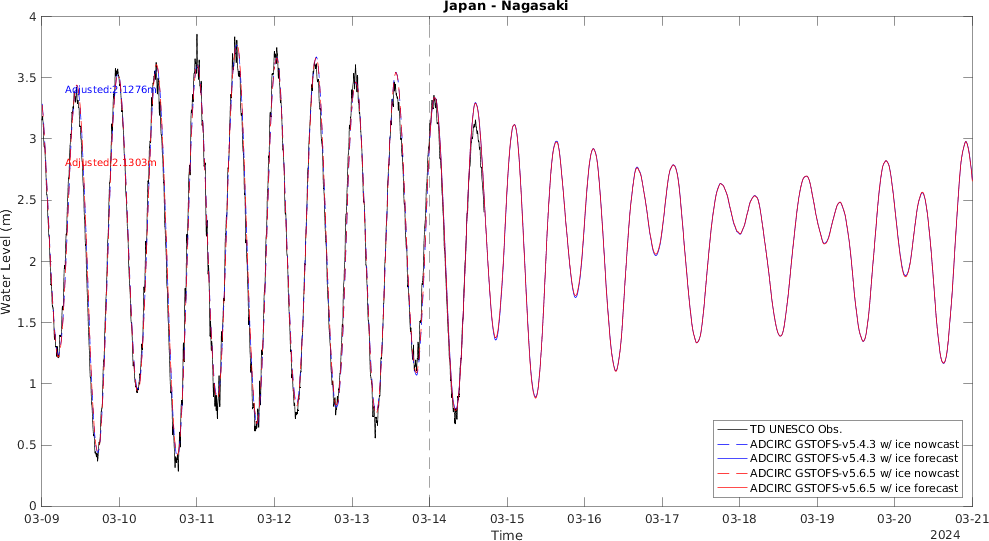 Japan - Nagasaki
4
3.5
3
2.5
2
1.5
1
0.5
0
Water Level (m)
Adjusted:2.1276m
Adjusted:2.1303m
TD UNESCO Obs.
ADCIRC GSTOFS-v5.4.3 w/ ice nowcast
ADCIRC GSTOFS-v5.4.3 w/ ice forecast
ADCIRC GSTOFS-v5.6.5 w/ ice nowcast
ADCIRC GSTOFS-v5.6.5 w/ ice forecast
03-09 03-10 03-11 03-12 03-13 03-14 03-15 03-16 03-17 03-18 03-19 03-20 03-21
Time
2024